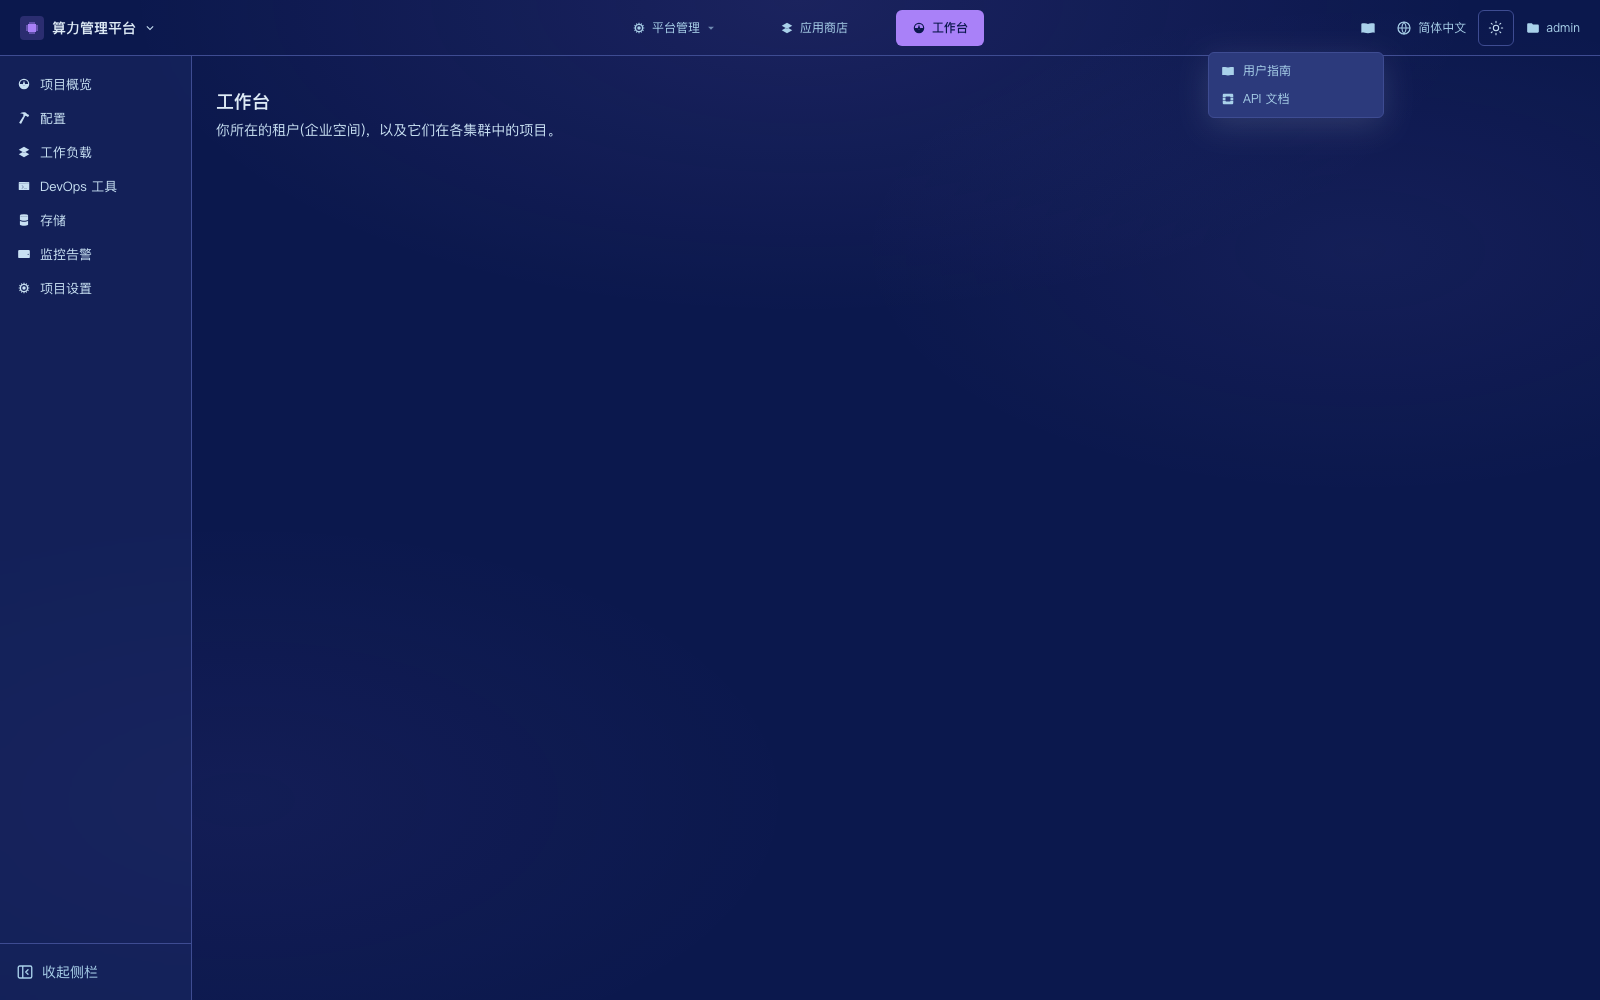 算力管理平台
平台管理
应用商店
工作台
简体中文
admin
用户指南
API 文档
项目概览
配置
工作负载
DevOps 工具
存储
监控告警
项目设置
工作台
你所在的租户(企业空间)，以及它们在各集群中的项目。
收起侧栏